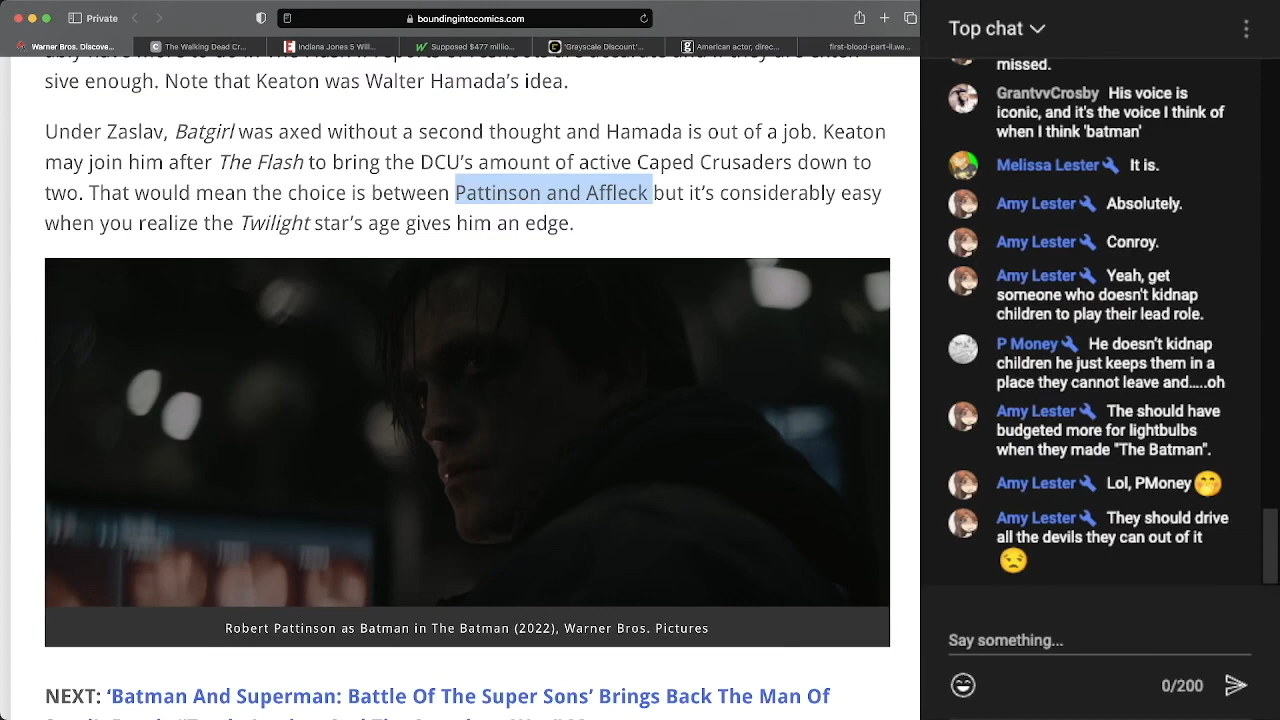 Private
boundingintocomics.com
Warner Bros. Discove...
The Walking Dead Cr...
Indiana Jones 5 Will...
Supposed $477 millio...
'Grayscale Discount'...
American actor, direc...
first-blood-part-ii.we...
sive enough. Note that Keaton was Walter Hamada's idea.
Under Zaslav, Batgirl was axed without a second thought and Hamada is out of a job. Keaton
may join him after The Flash to bring the DCU's amount of active Caped Crusaders down to
two. That would mean the choice is between Pattinson and Affleck but it's considerably easy
when you realize the Twilight star's age gives him an edge.
Robert Pattinson as Batman in The Batman (2022), Warner Bros. Pictures
NEXT: 'Batman And Superman: Battle Of The Super Sons' Brings Back The Man Of
Top chat
missed.
GrantvvCrosby His voice is
iconic, and it's the voice I think of
when I think 'batman'
Melissa Lester It is.
Amy Lester Absolutely.
Amy Lester Conroy.
Amy Lester Yeah, get
someone who doesn't kidnap
children to play their lead role.
P Money He doesn't kidnap
children he just keeps them in a
place they cannot leave and.....oh
Amy Lester The should have
budgeted more for lightbulbs
when they made "The Batman".
Amy Lester Lol, PMoney
Amy Lester They should drive
all the devils they can out of it
Say something...
0/200